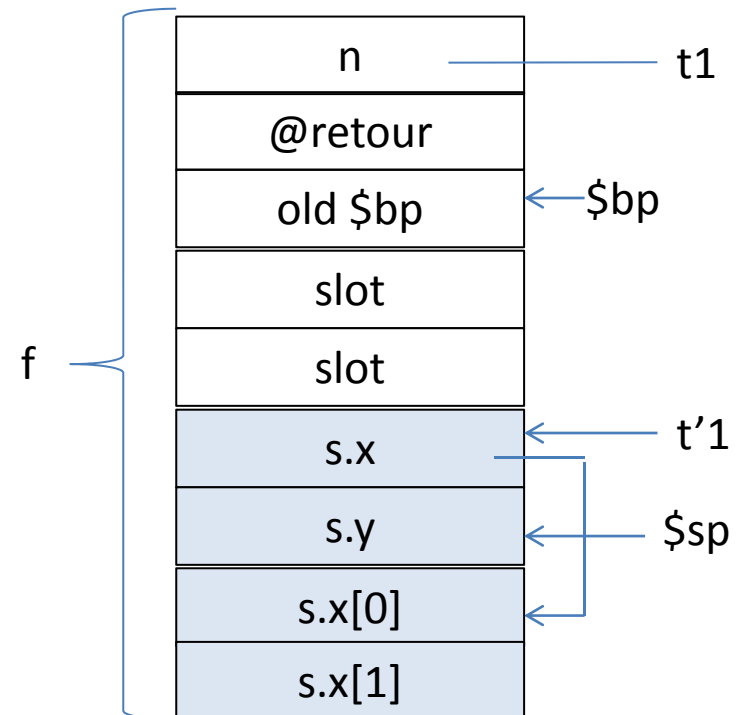 n
t1
@retour
old $bp
$bp
slot
slot
f
s.x
t’1
s.y
$sp
s.x[0]
s.x[1]